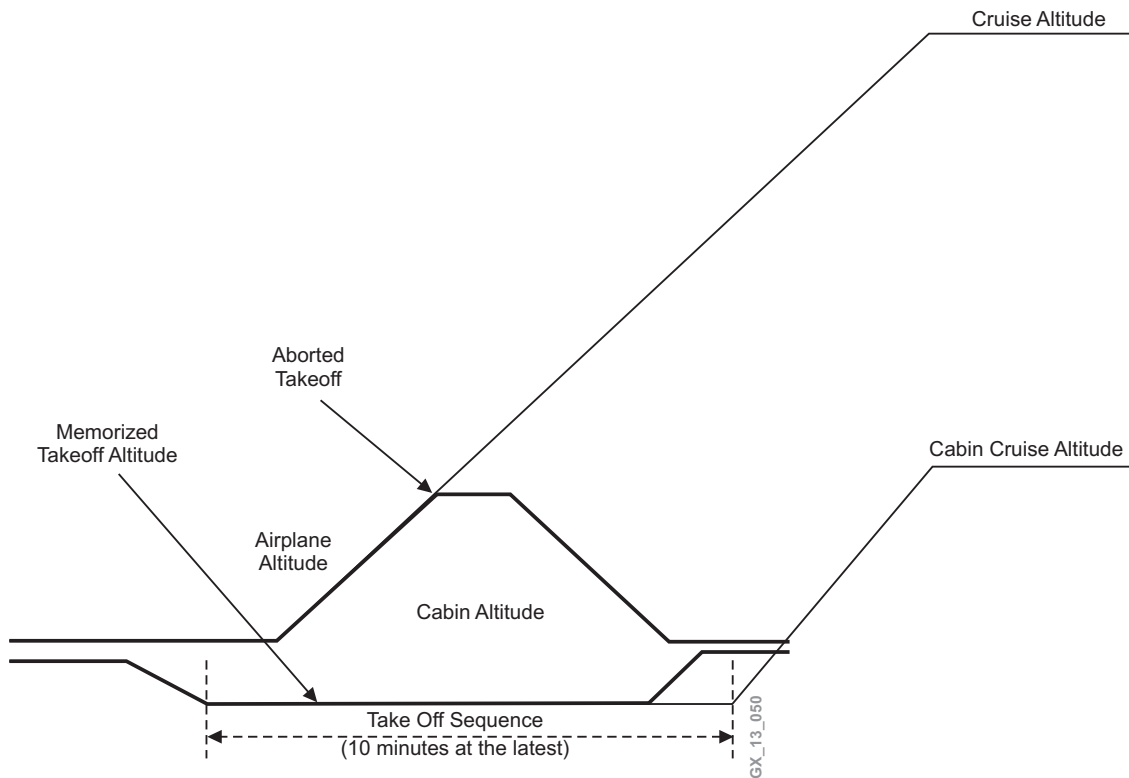 Cruise Altitude
Aborted
Takeoff
Memorized
Takeoff Altitude
Cabin Cruise Altitude
Airplane
Altitude
Cabin Altitude
Take Off Sequence
(10 minutes at the latest)
GX_13_050